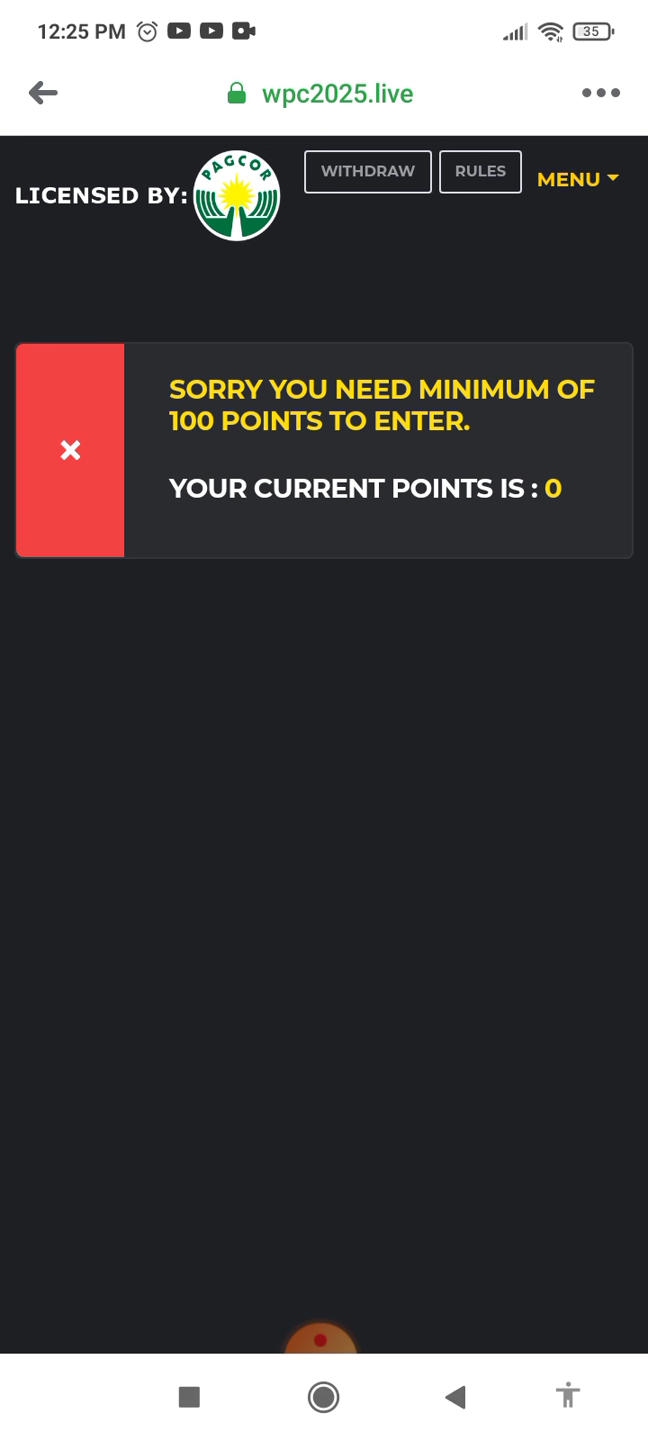 12:25 PM
35
wpc2025.live
LICENSED BY:
PAGCOR
WITHDRAW
RULES
MENU
SORRY YOU NEED MINIMUM OF
100 POINTS TO ENTER.
YOUR CURRENT POINTS IS : 0